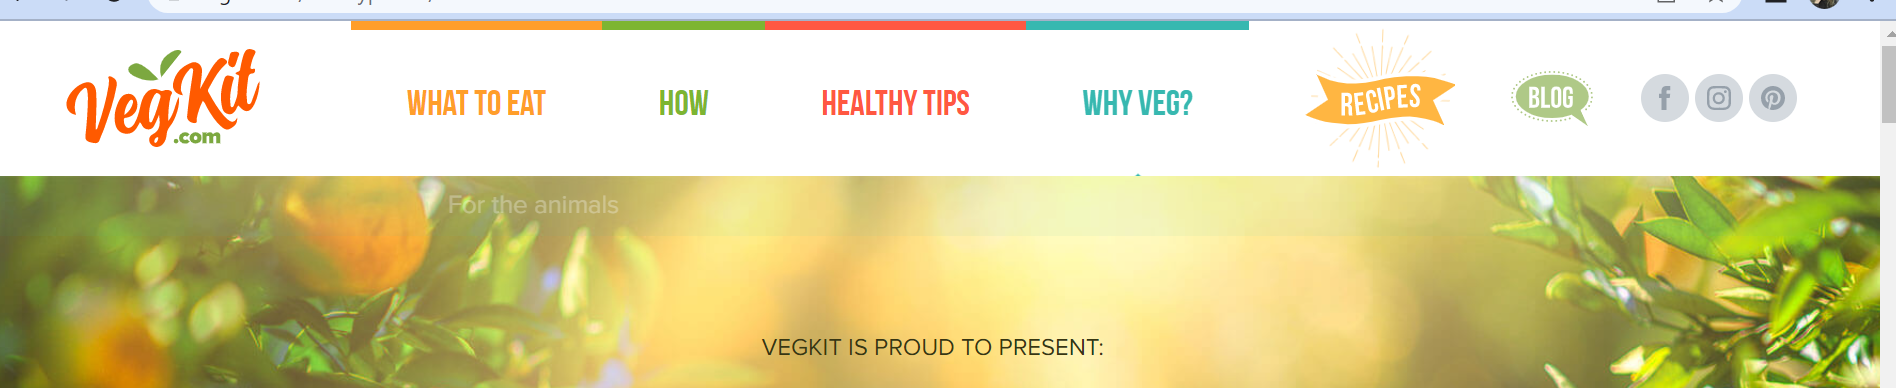 VegKit
.com
WHAT TO EAT
HOW
HEALTHY TIPS
WHY VEG?
RECIPES
BLOG
For the animals
VEGKIT IS PROUD TO PRESENT: